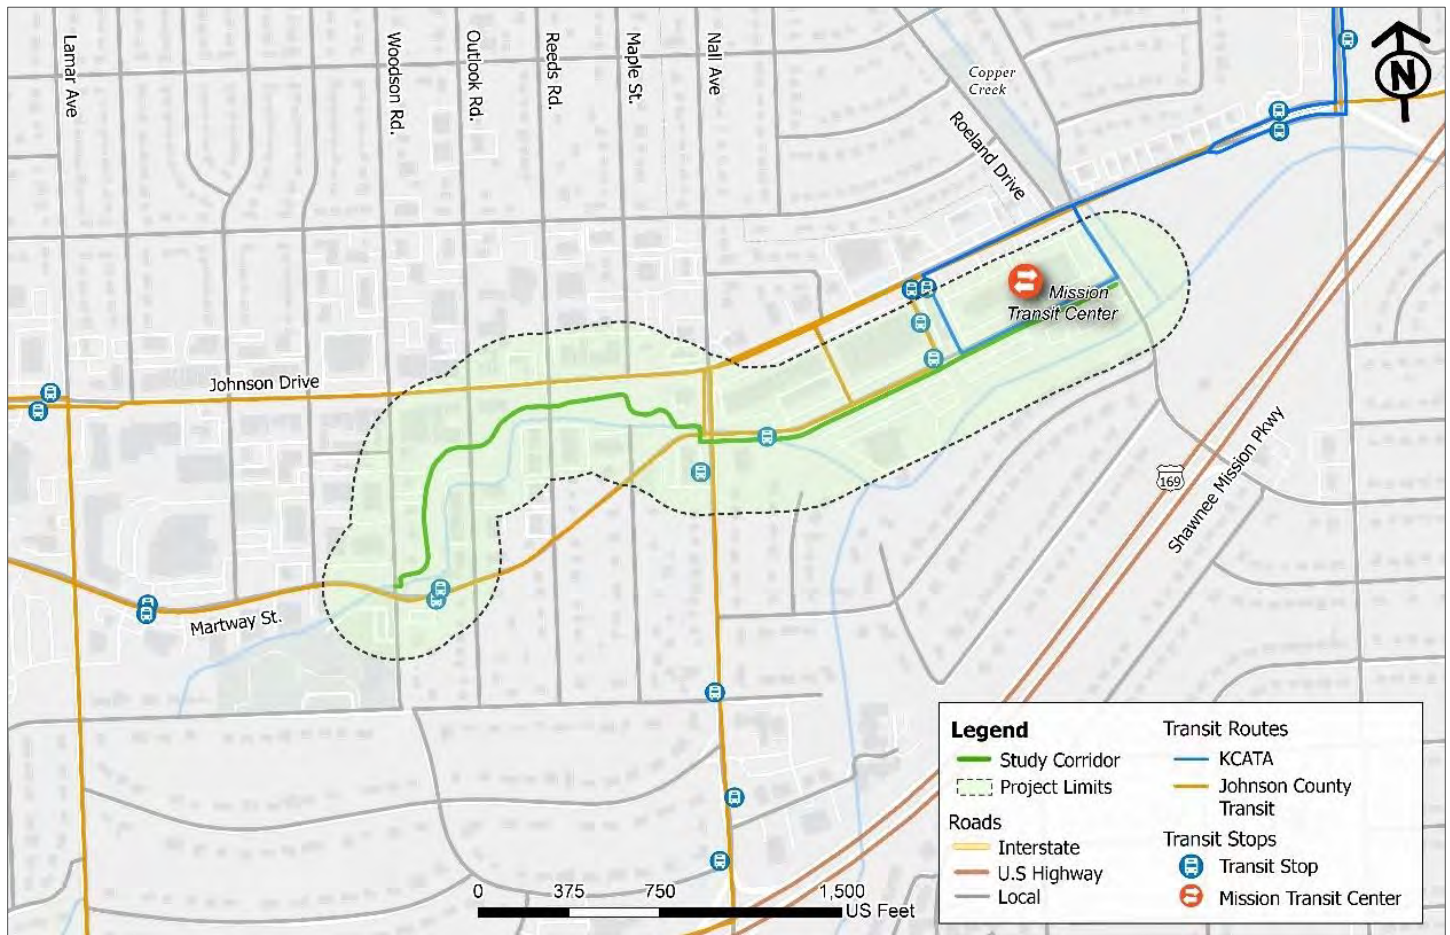 Lamar Ave
Woodson Rd.
Outlook Rd.
Reeds Rd.
Maple St.
Nall Ave
Copper
Creek
Roeland Drive
N
Mission
Transit Center
Johnson Drive
169
Shawnee Mission Pkwy
Martway St.
Legend
Study Corridor
Project Limits
Roads
Interstate
U.S Highway
Local
Transit Routes
KCATA
Johnson County
Transit
Transit Stops
Transit Stop
Mission Transit Center
0 375 750 1,500
US Feet